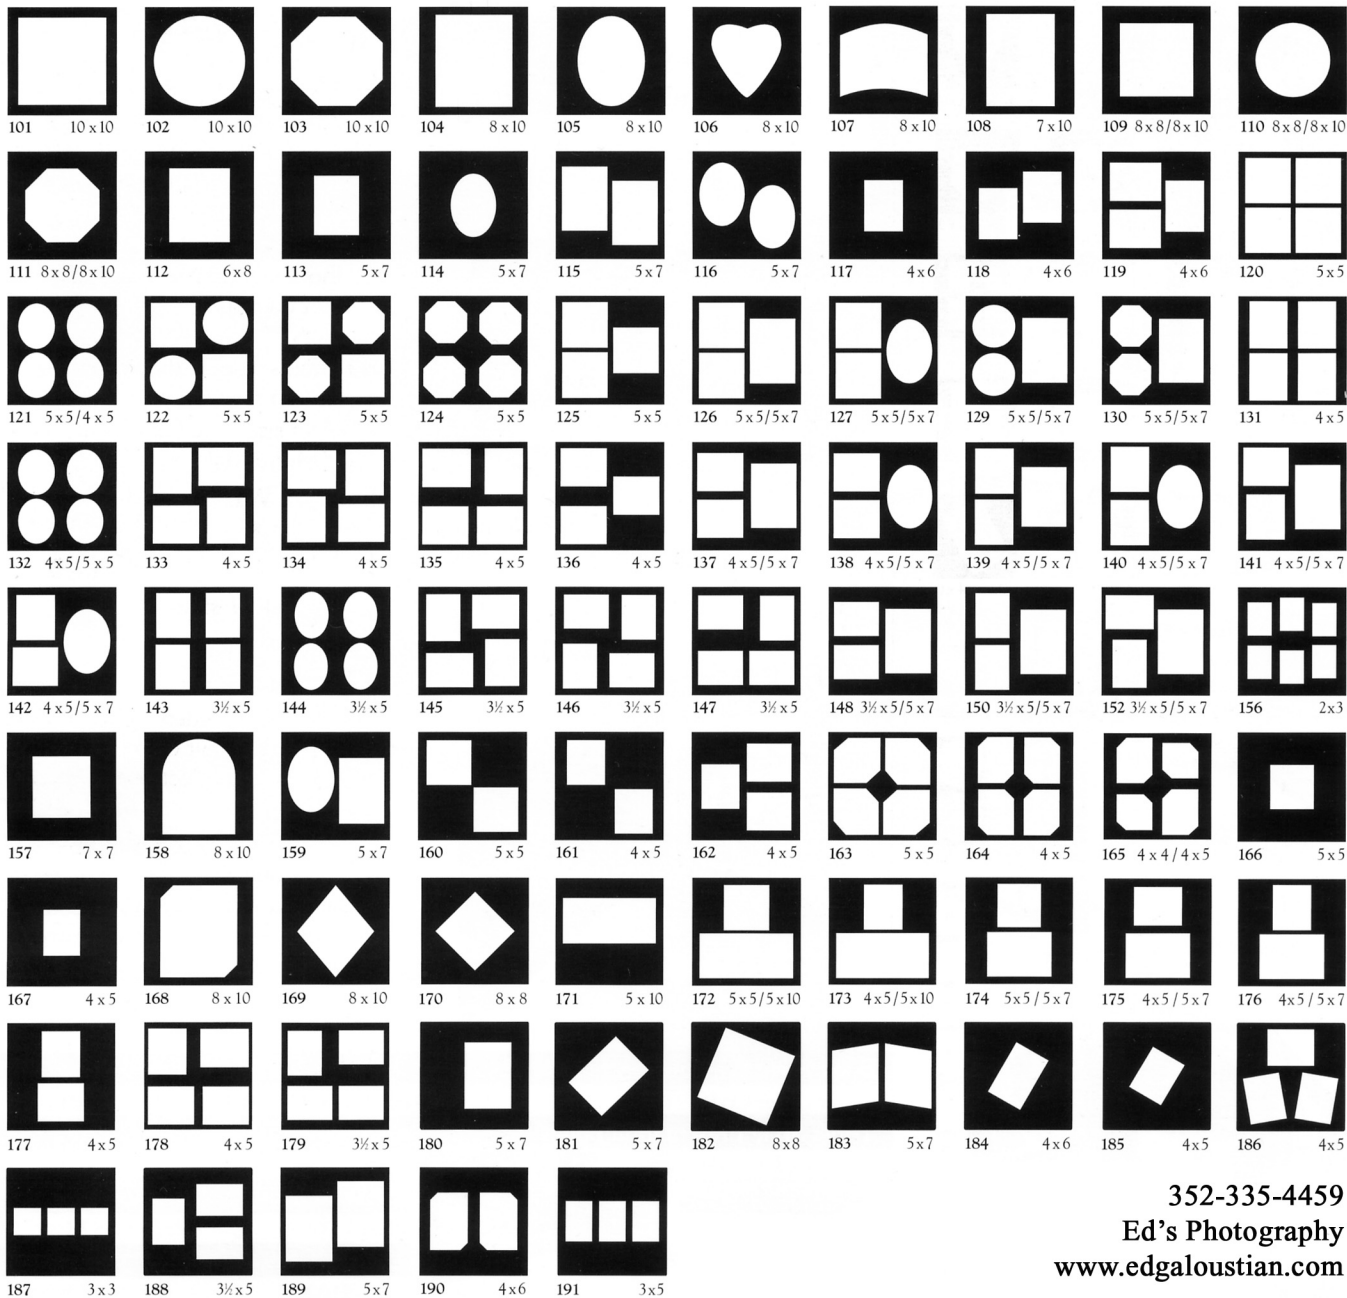 101 10 x 10 102 10 x 10 103 10 x 10 104 8 x 10 105 8 x 10 106 8 x 10 107 8 x 10 108 7 x 10 109 8 x 8/8 x 10 110 8 x 8/8 x 10
111 8 x 8/8 x 10 112 6 x 8 113 5 x 7 114 5 x 7 115 5 x 7 116 5 x 7 117 4 x 6 118 4 x 6 119 4 x 6 120 5 x 5
121 5 x 5/4 x 5 122 5 x 5 123 5 x 5 124 5 x 5 125 5 x 5 126 5 x 5/5 x 7 127 5 x 5/5 x 7 129 5 x 5/5 x 7 130 5 x 5/5 x 7 131 4 x 5
132 4 x 5/5 x 5 133 4 x 5 134 4 x 5 135 4 x 5 136 4 x 5 137 4 x 5/5 x 7 138 4 x 5/5 x 7 139 4 x 5/5 x 7 140 4 x 5/5 x 7 141 4 x 5/5 x 7
142 4 x 5/5 x 7 143 3½ x 5 144 3½ x 5 145 3½ x 5 146 3½ x 5 147 3½ x 5 148 3½ x 5/5 x 7 150 3½ x 5/5 x 7 152 3½ x 5/5 x 7 156 2 x 3
157 7 x 7 158 8 x 10 159 5 x 7 160 5 x 5 161 4 x 5 162 4 x 5 163 5 x 5 164 4 x 5 165 4 x 4/4 x 5 166 5 x 5
167 4 x 5 168 8 x 10 169 8 x 10 170 8 x 8 171 5 x 10 172 5 x 5/5 x 10 173 4 x 5/5 x 10 174 5 x 5/5 x 7 175 4 x 5/5 x 7 176 4 x 5/5 x 7
177 4 x 5 178 4 x 5 179 3½ x 5 180 5 x 7 181 5 x 7 182 8 x 8 183 5 x 7 184 4 x 6 185 4 x 5 186 4 x 5
187 3 x 3 188 3½ x 5 189 5 x 7 190 4 x 6 191 3 x 5
352-335-4459
Ed's Photography
www.edgaloustian.com